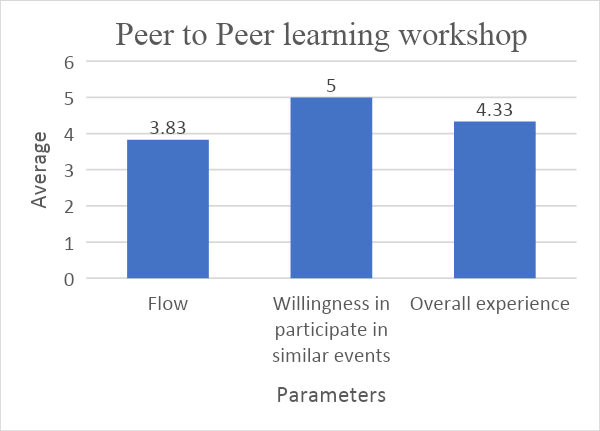 Peer to Peer learning workshop
6
5
4
3
2
1
0
Average
3.83
5
4.33
Flow
Willingness in
participate in
similar events
Overall experience
Parameters